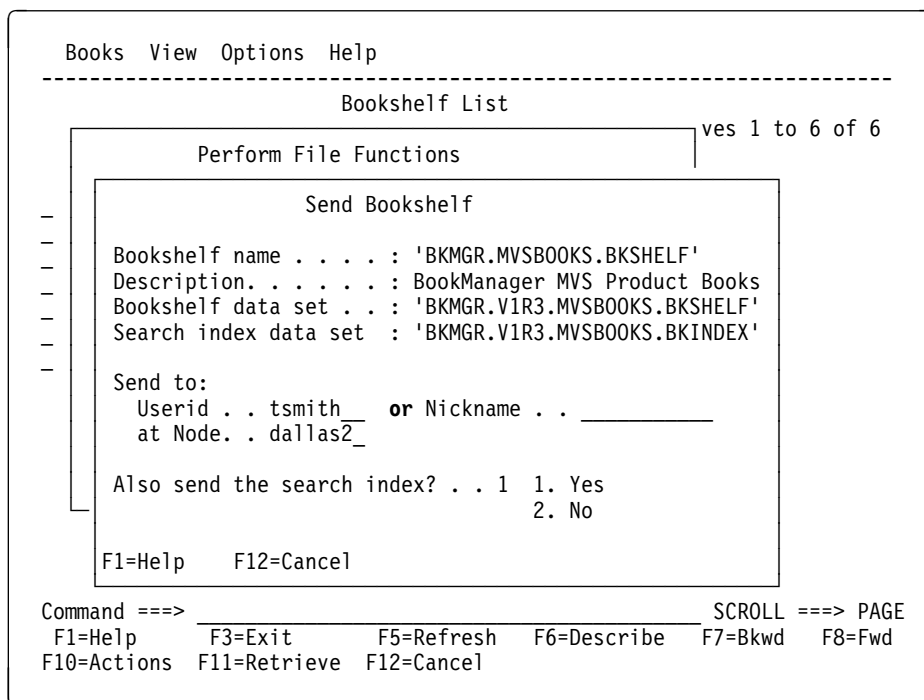 Books View Options Help
--------------------------------------------------------------------------------
Bookshelf List
ves 1 to 6 of 6
Perform File Functions
Send Bookshelf
Bookshelf name . . . . : 'BKMGR.MVSBOOKS.BKSHELF'
Description. . . . . . : BookManager MVS Product Books
Bookshelf data set . . : 'BKMGR.V1R3.MVSBOOKS.BKSHELF'
Search index data set : 'BKMGR.V1R3.MVSBOOKS.BKINDEX'
Send to:
Userid . . tsmith__ or Nickname . . ___________
at Node. . dallas2_
Also send the search index? . . 1 1. Yes
2. No
F1=Help F12=Cancel
Command ===> __________________________________________ SCROLL ===> PAGE
F1=Help F3=Exit F5=Refresh F6=Describe F7=Bkwd F8=Fwd
F10=Actions F11=Retrieve F12=Cancel